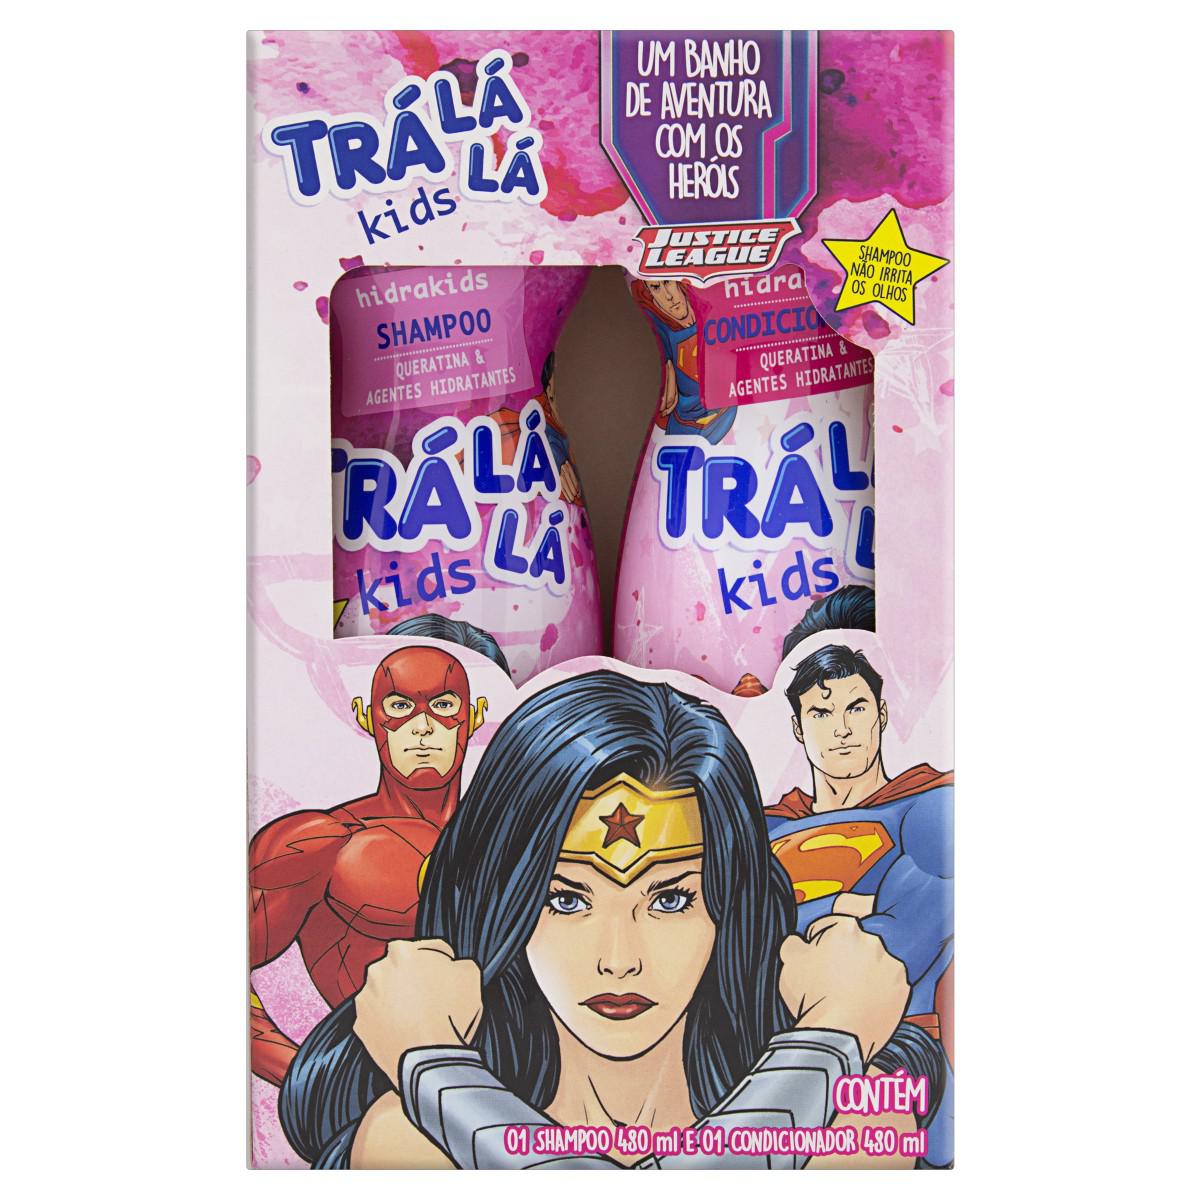 TRÁ LÁ LÁ
kids
UM BANHO
DE AVENTURA
COM OS
HERÓIS
JUSTICE
LEAGUE
SHAMPOO
NÃO IRRITA
OS OLHOS
hidrakids
SHAMPOO
QUERATINA &
AGENTES HIDRATANTES
TRÁ LÁ LÁ
kids
hidra
CONDICIO
QUERATINA &
AGENTES HIDRATANTES
TRÁ L L
kids
CONTÉM
01 SHAMPOO 480 ml E 01 CONDICIONADOR 480 ml